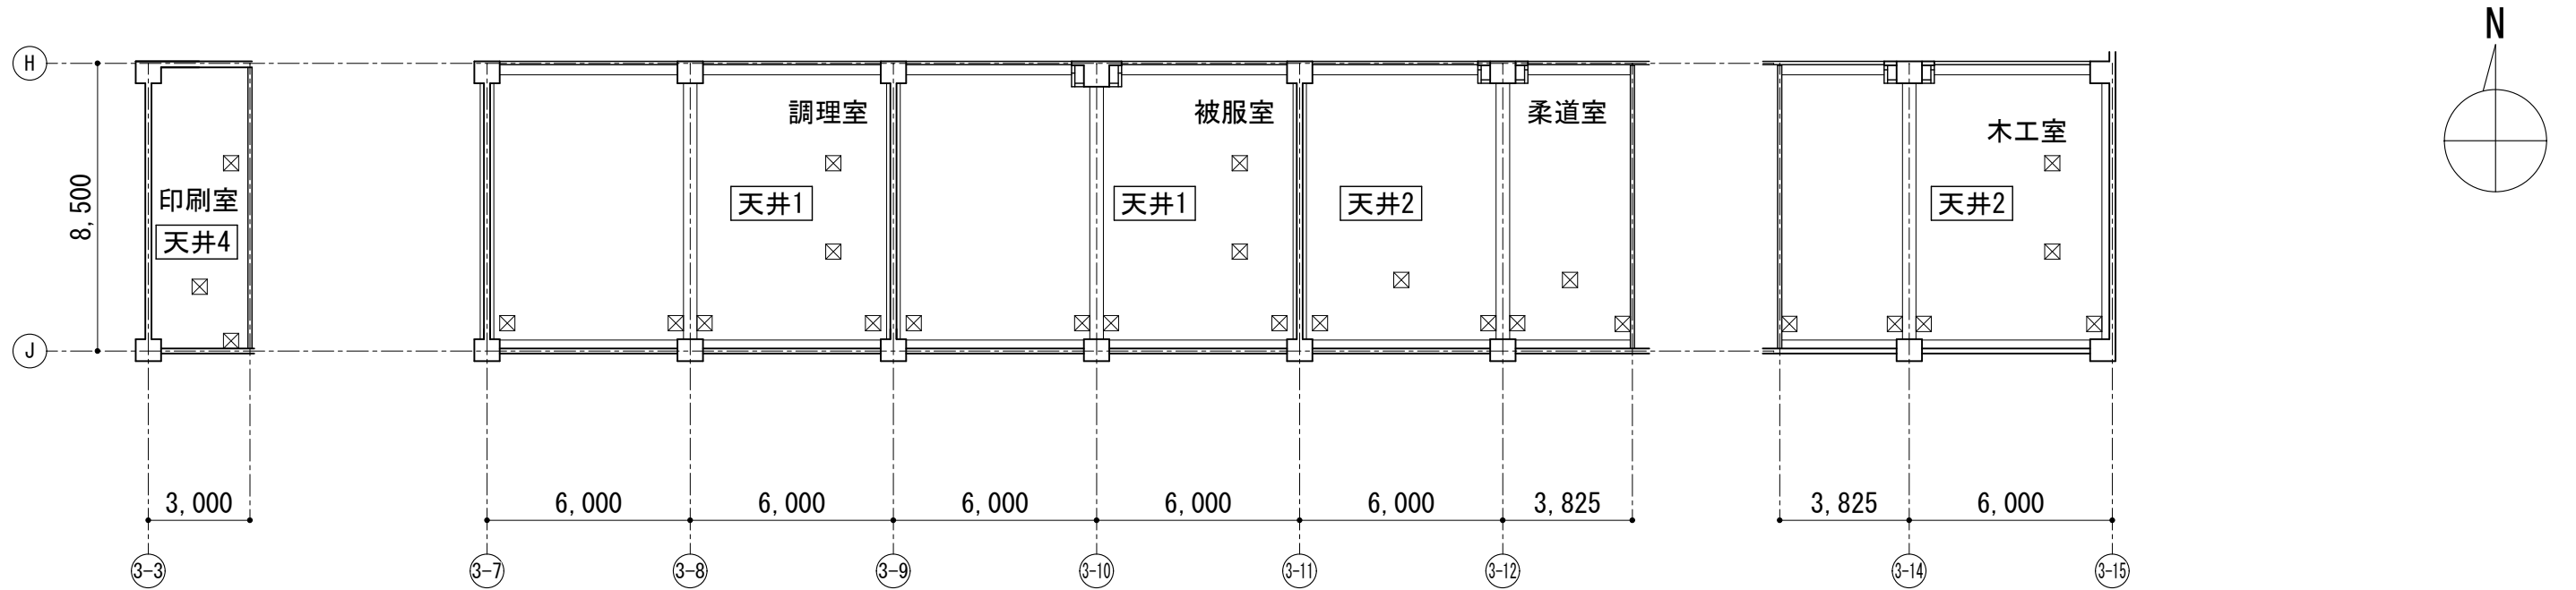 N
H
調理室
被服室
柔道室
木工室
印刷室
天井4
天井1
天井1
天井2
天井2
8,500
J
3,000
6,000
6,000
6,000
6,000
6,000
3,825
3,825
6,000
3-3
3-7
3-8
3-9
3-10
3-11
3-12
3-14
3-15